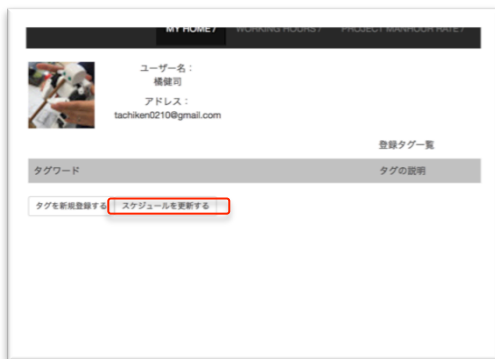 MY HOME / WORKING HOURS / PROJECT MANHOUR RATE /
ユーザー名：
橘健司
アドレス：
tachiken0210@gmail.com
登録タグ一覧
タグワード タグの説明
タグを新規登録する スケジュールを更新する